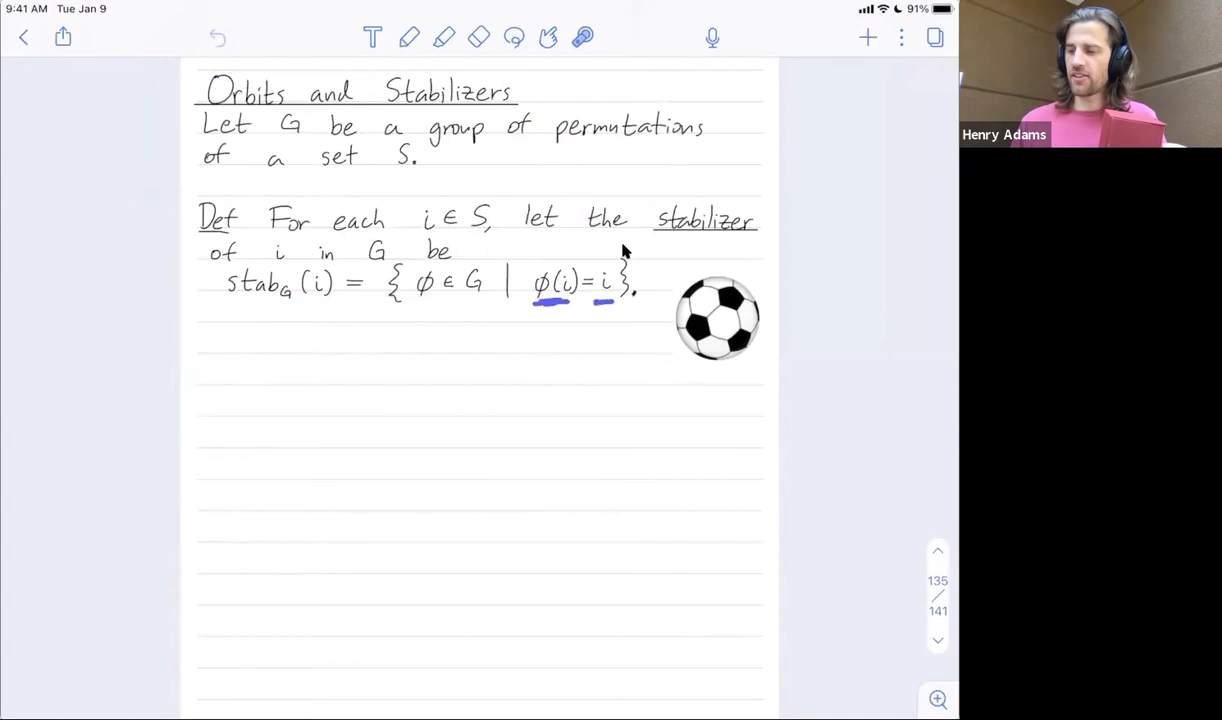 9:41 AM Tue Jan 9
91%
Orbits and Stabilizers
Let G be a group of permutations
of a set S.
Def For each i ∈ S, let the stabilizer
of i in G be
stab_G(i) = { ϕ ∈ G | ϕ(i) = i }.
Henry Adams
135
/
141